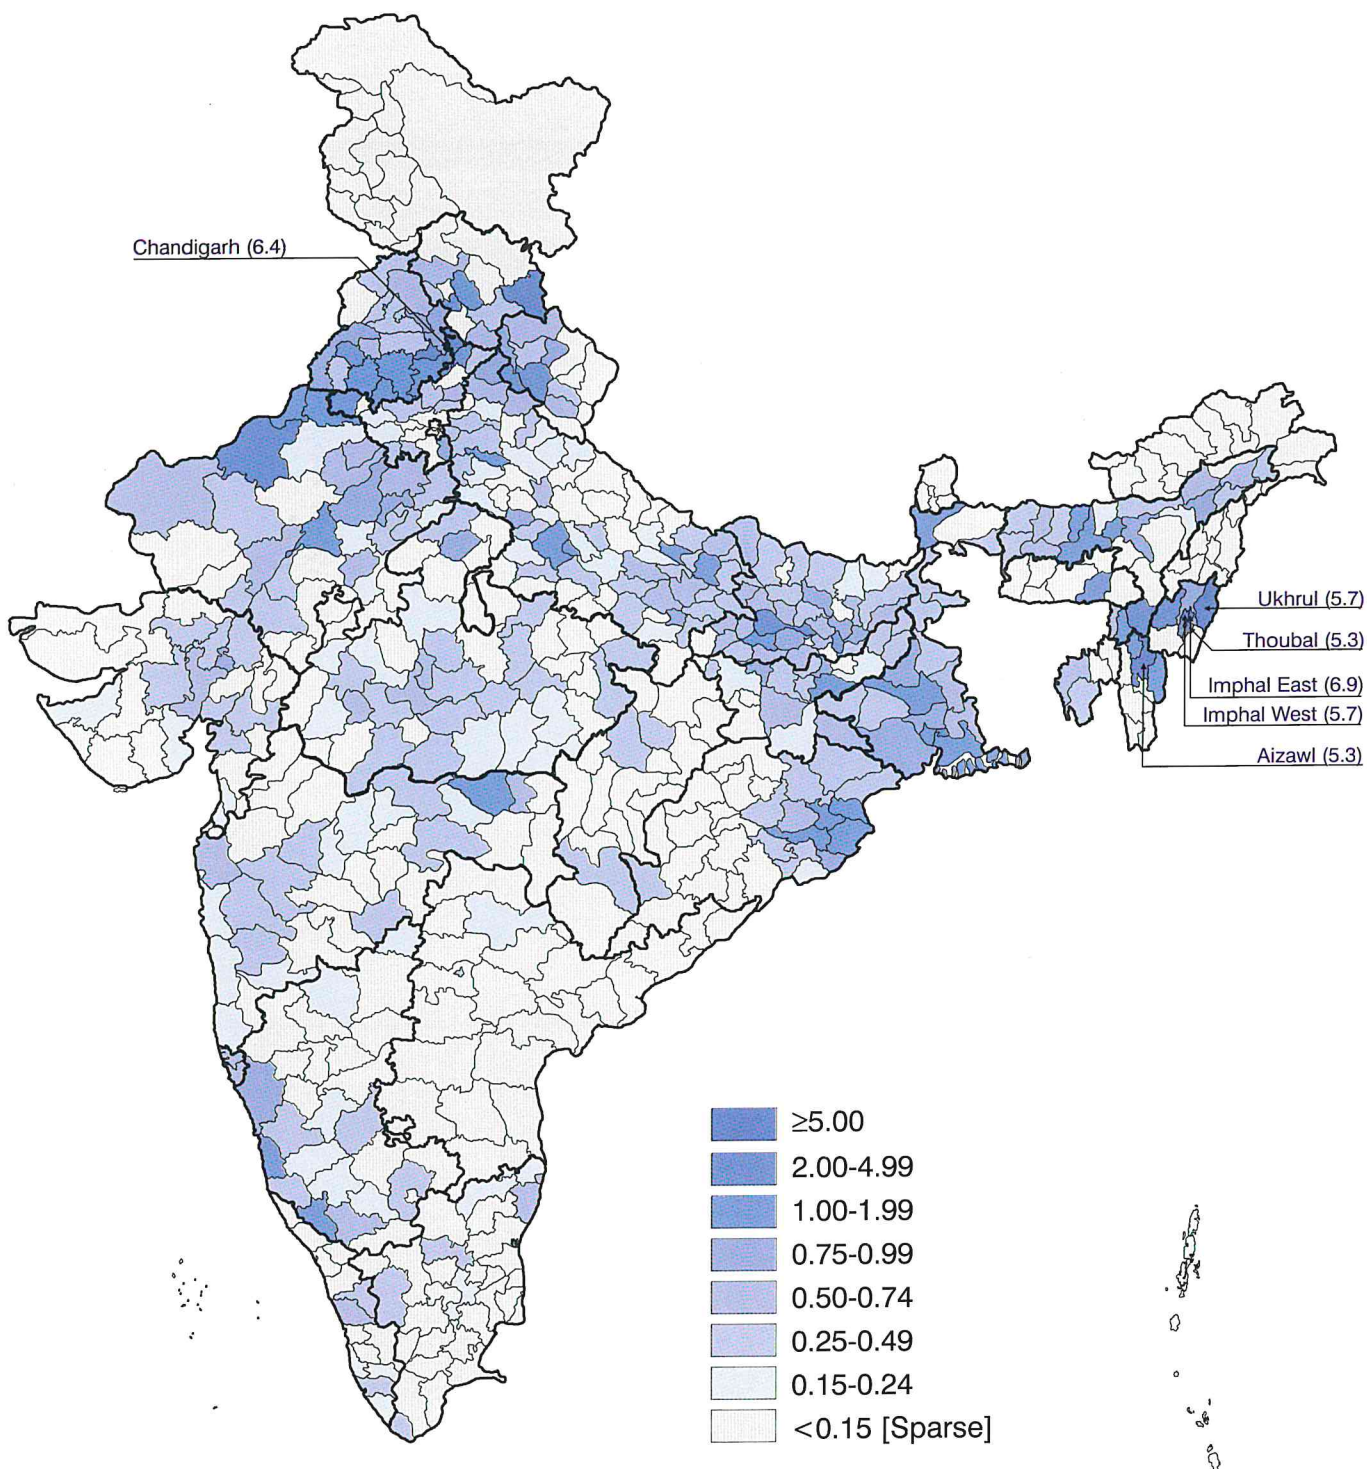 Chandigarh (6.4)
Ukhrul (5.7)
Thoubal (5.3)
Imphal East (6.9)
Imphal West (5.7)
Aizawl (5.3)
≥5.00
2.00-4.99
1.00-1.99
0.75-0.99
0.50-0.74
0.25-0.49
0.15-0.24
<0.15 [Sparse]